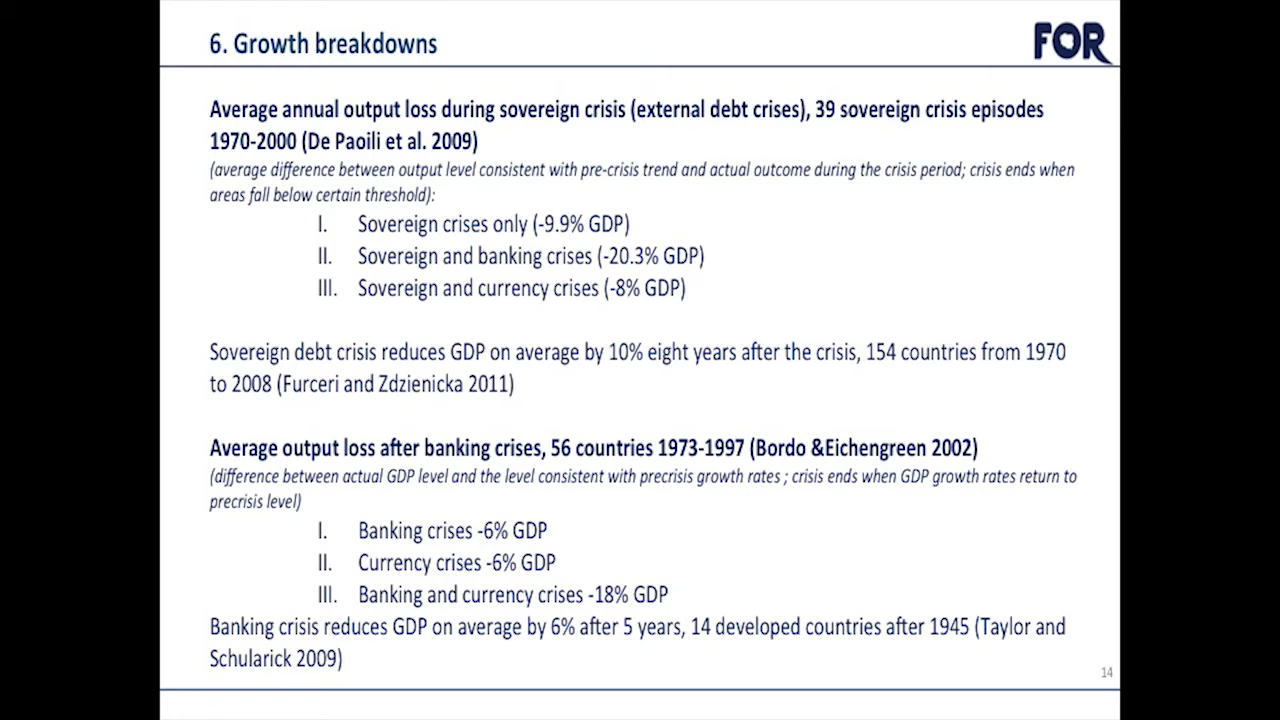 6. Growth breakdowns
FOR
Average annual output loss during sovereign crisis (external debt crises), 39 sovereign crisis episodes
1970-2000 (De Paoili et al. 2009)
(average difference between output level consistent with pre-crisis trend and actual outcome during the crisis period; crisis ends when
areas fall below certain threshold):
I. Sovereign crises only (-9.9% GDP)
II. Sovereign and banking crises (-20.3% GDP)
III. Sovereign and currency crises (-8% GDP)
Sovereign debt crisis reduces GDP on average by 10% eight years after the crisis, 154 countries from 1970
to 2008 (Furceri and Zdzienicka 2011)
Average output loss after banking crises, 56 countries 1973-1997 (Bordo &Eichengreen 2002)
(difference between actual GDP level and the level consistent with precrisis growth rates ; crisis ends when GDP growth rates return to
precrisis level)
I. Banking crises -6% GDP
II. Currency crises -6% GDP
III. Banking and currency crises -18% GDP
Banking crisis reduces GDP on average by 6% after 5 years, 14 developed countries after 1945 (Taylor and
Schularick 2009)
14